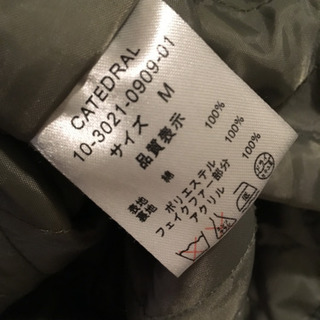 CATEDRAL
10-3021-0909-01
サイズ M
品質表示
表地 綿 100%
裏地 ポリエステル 100%
フェイクファー部分
アクリル 100%